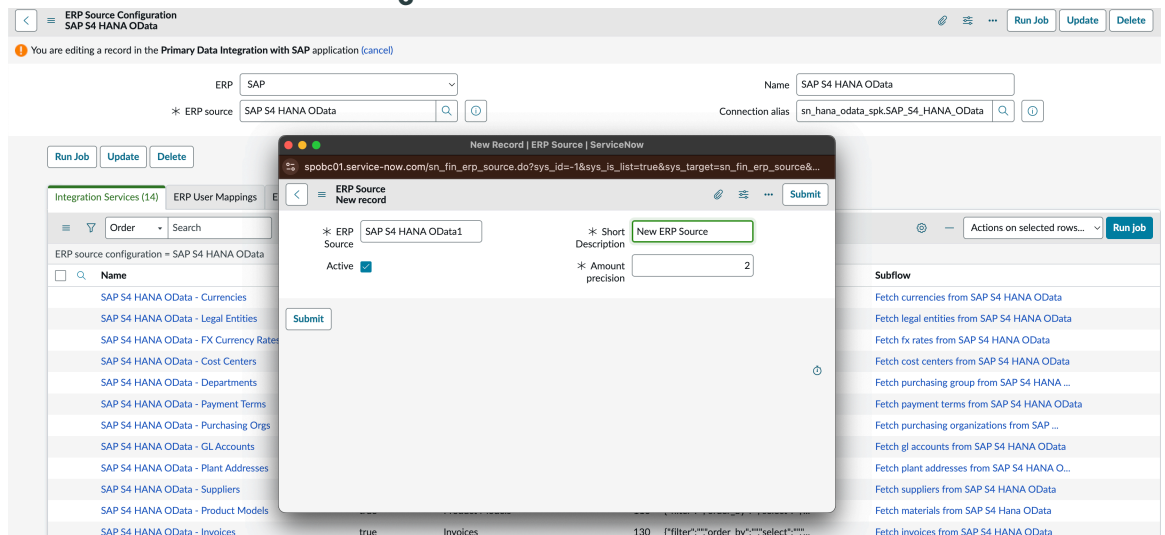 ERP Source Configuration
SAP S4 HANA OData
Run Job Update Delete
You are editing a record in the Primary Data Integration with SAP application (cancel)
ERP SAP
Name SAP S4 HANA OData
ERP source SAP S4 HANA OData
Connection alias sn_hana_odata_spk.SAP_S4_HANA_OData
Run Job Update Delete
New Record | ERP Source | ServiceNow
spobc01.service-now.com/sn_fin_erp_source.do?sys_id=-1&sys_is_list=true&sys_target=sn_fin_erp_source&...
ERP Source
New record
Submit
ERP Source SAP S4 HANA OData1
Short Description New ERP Source
Active
Amount precision 2
Submit
Integration Services (14) ERP User Mappings E
Order Search
Actions on selected rows... Run job
ERP source configuration = SAP S4 HANA OData
Name Subflow
SAP S4 HANA OData - Currencies Fetch currencies from SAP S4 HANA OData
SAP S4 HANA OData - Legal Entities Fetch legal entities from SAP S4 HANA OData
SAP S4 HANA OData - FX Currency Rates Fetch fx rates from SAP S4 HANA OData
SAP S4 HANA OData - Cost Centers Fetch cost centers from SAP S4 HANA OData
SAP S4 HANA OData - Departments Fetch purchasing group from SAP S4 HANA ...
SAP S4 HANA OData - Payment Terms Fetch payment terms from SAP S4 HANA OData
SAP S4 HANA OData - Purchasing Orgs Fetch purchasing organizations from SAP ...
SAP S4 HANA OData - GL Accounts Fetch gl accounts from SAP S4 HANA OData
SAP S4 HANA OData - Plant Addresses Fetch plant addresses from SAP S4 HANA O...
SAP S4 HANA OData - Suppliers Fetch suppliers from SAP S4 HANA OData
SAP S4 HANA OData - Product Models Fetch materials from SAP S4 Hana OData
SAP S4 HANA OData - Invoices true Invoices 130 {"filter":"","order_by":"","select":"", Fetch invoices from SAP S4 HANA OData